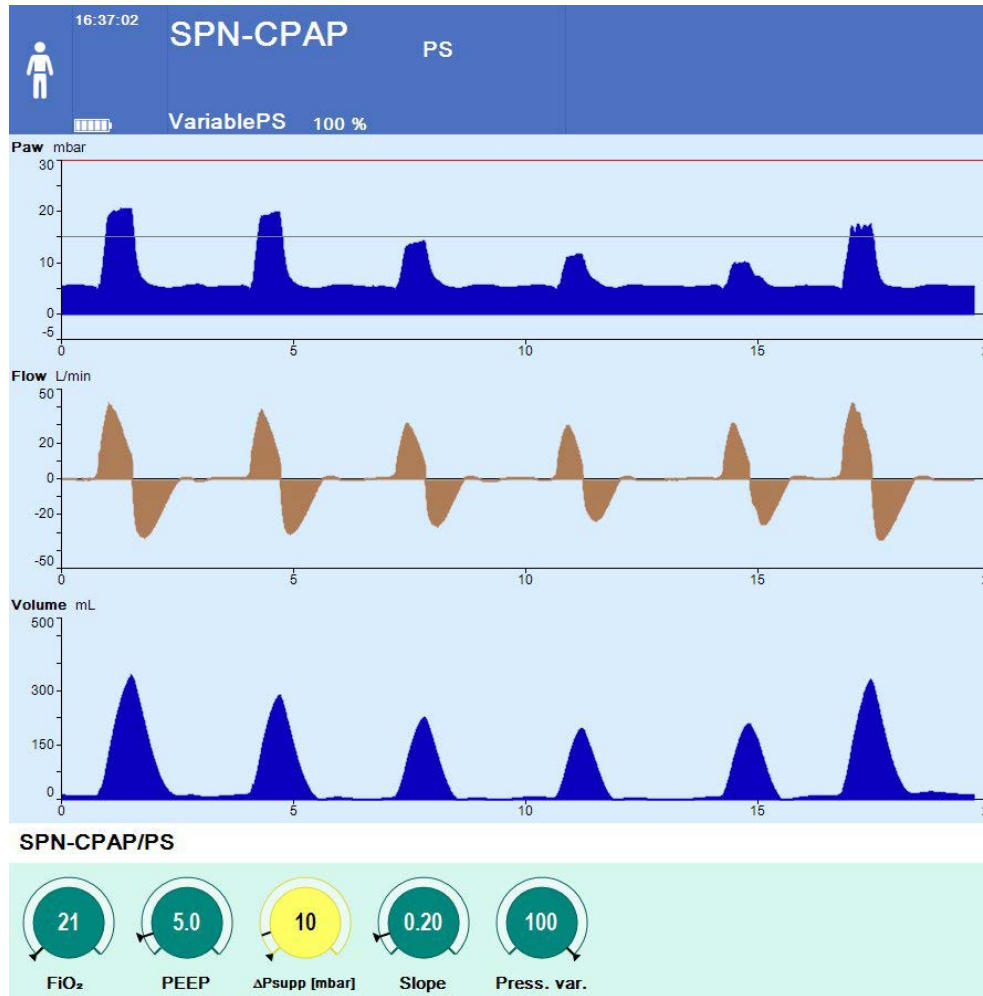 16:37:02
SPN-CPAP PS
VariablePS 100 %
Paw mbar
30
20
10
0
-5
0 5 10 15
Flow L/min
50
20
0
-20
-50
0 5 10 15
Volume mL
500
300
150
0
0 5 10 15
SPN-CPAP/PS
21 5.0 10 0.20 100
FiO₂ PEEP ΔPsupp [mbar] Slope Press. var.